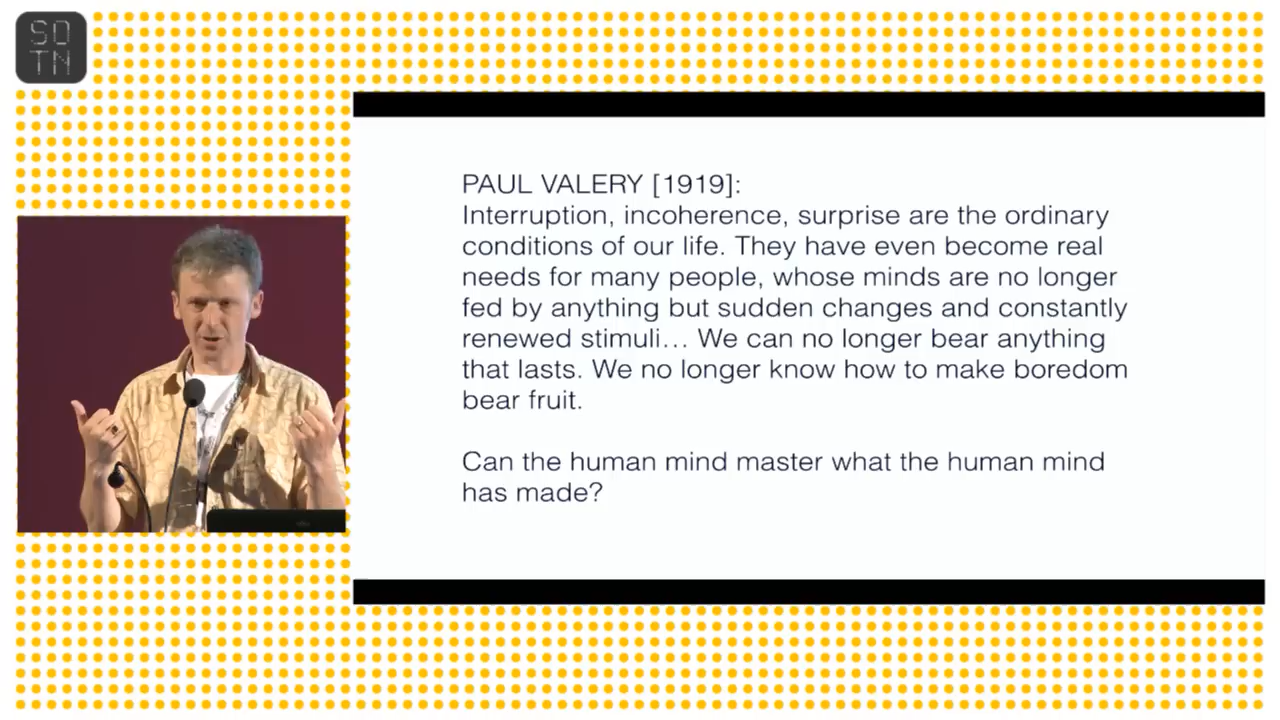 SO
TN
PAUL VALERY [1919]:
Interruption, incoherence, surprise are the ordinary
conditions of our life. They have even become real
needs for many people, whose minds are no longer
fed by anything but sudden changes and constantly
renewed stimuli… We can no longer bear anything
that lasts. We no longer know how to make boredom
bear fruit.
Can the human mind master what the human mind
has made?